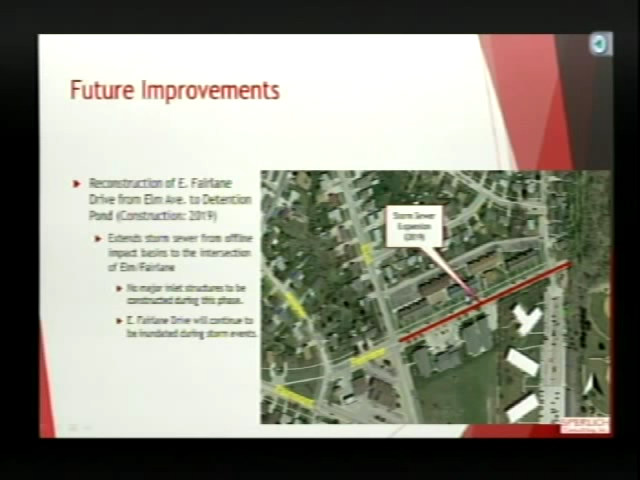 Future Improvements
Reconstruction of E. Fairlane
Drive from Elm Ave. to Detention
Pond (Construction: 2019)
Extends storm sewer from offline
impact basins to the intersection
of Elm/Fairlane
No major inlet structures to be
constructed during this phase.
E. Fairlane Drive will continue to
be inundated during storm events.
Storm Sewer
Expansion
(2019)
SPERLICH